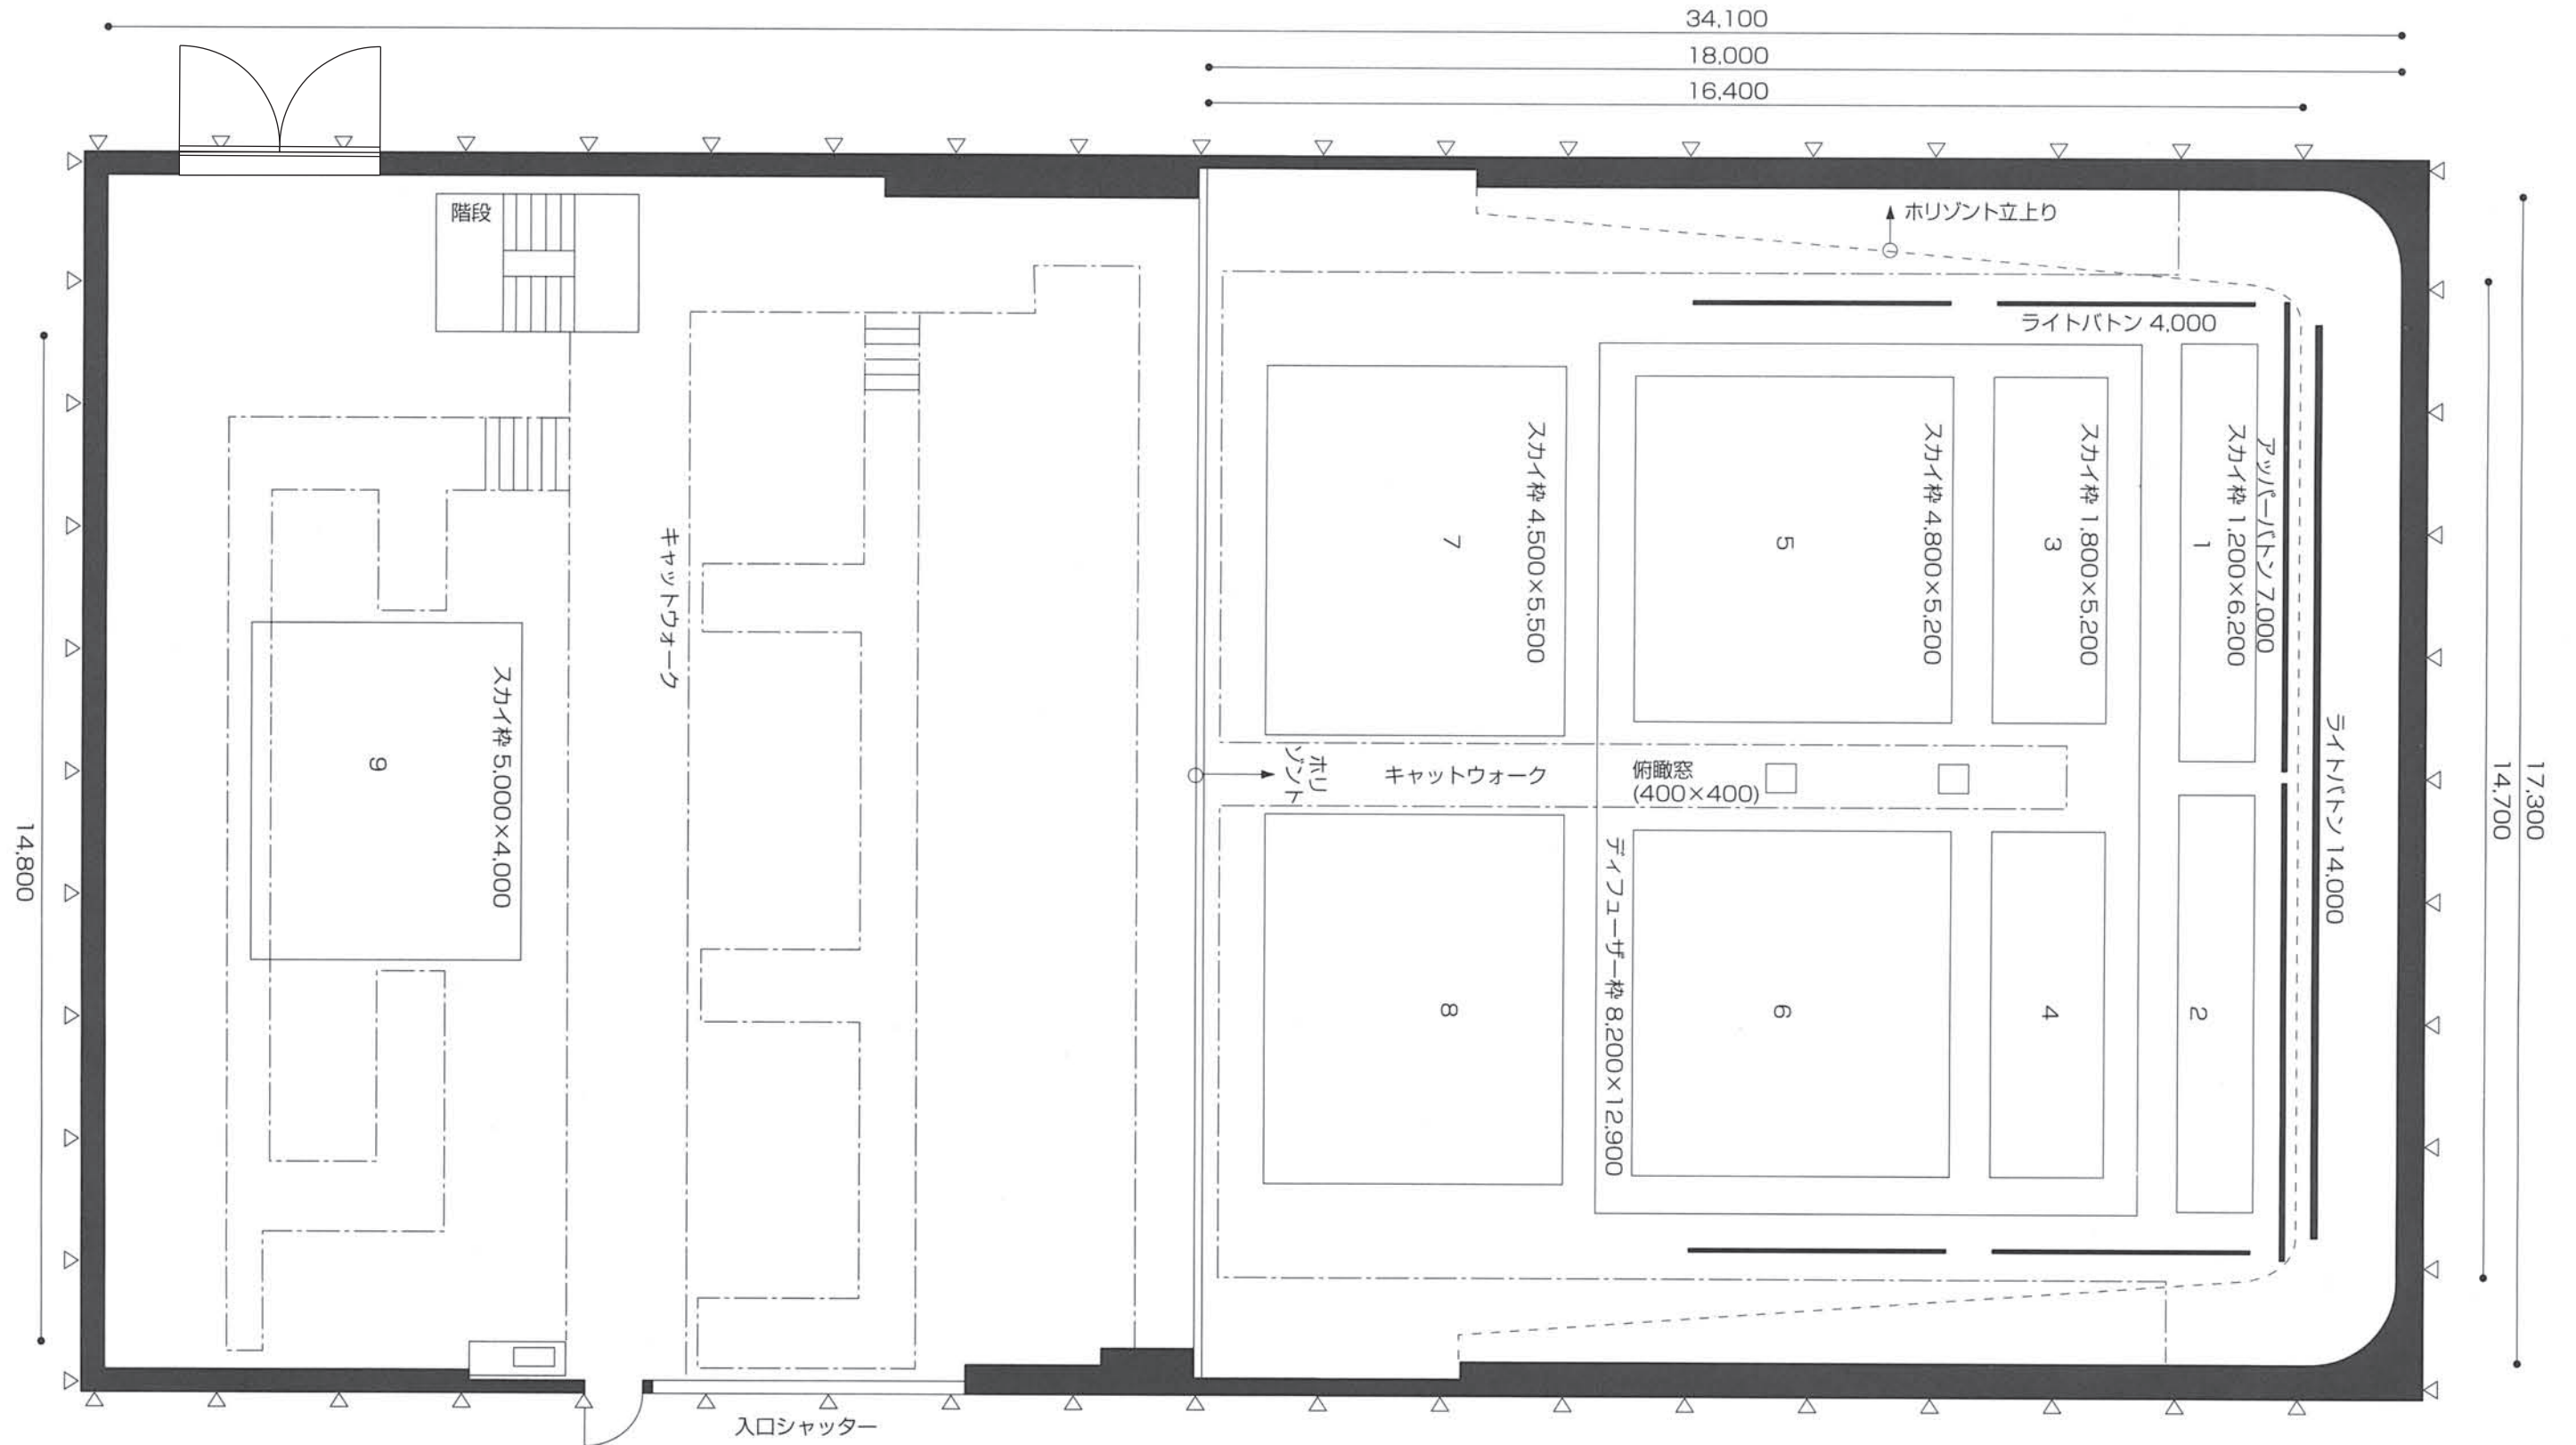 34,100
18,000
16,400
階段
ホリゾント立上り
ライトバトン 4,000
アッパーバトン 7,000
スカイ枠 1,200×6,200
1
スカイ枠 1,800×5,200
3
スカイ枠 4,800×5,200
5
スカイ枠 4,500×5,500
7
キャットウォーク
スカイ枠 5,000×4,000
9
14,800
ホリ
ゾント
キャットウォーク
俯瞰窓
(400×400)
ライトバトン 14,000
17,300
14,700
ディフューザー枠 8,200×12,900
8
6
4
2
入口シャッター